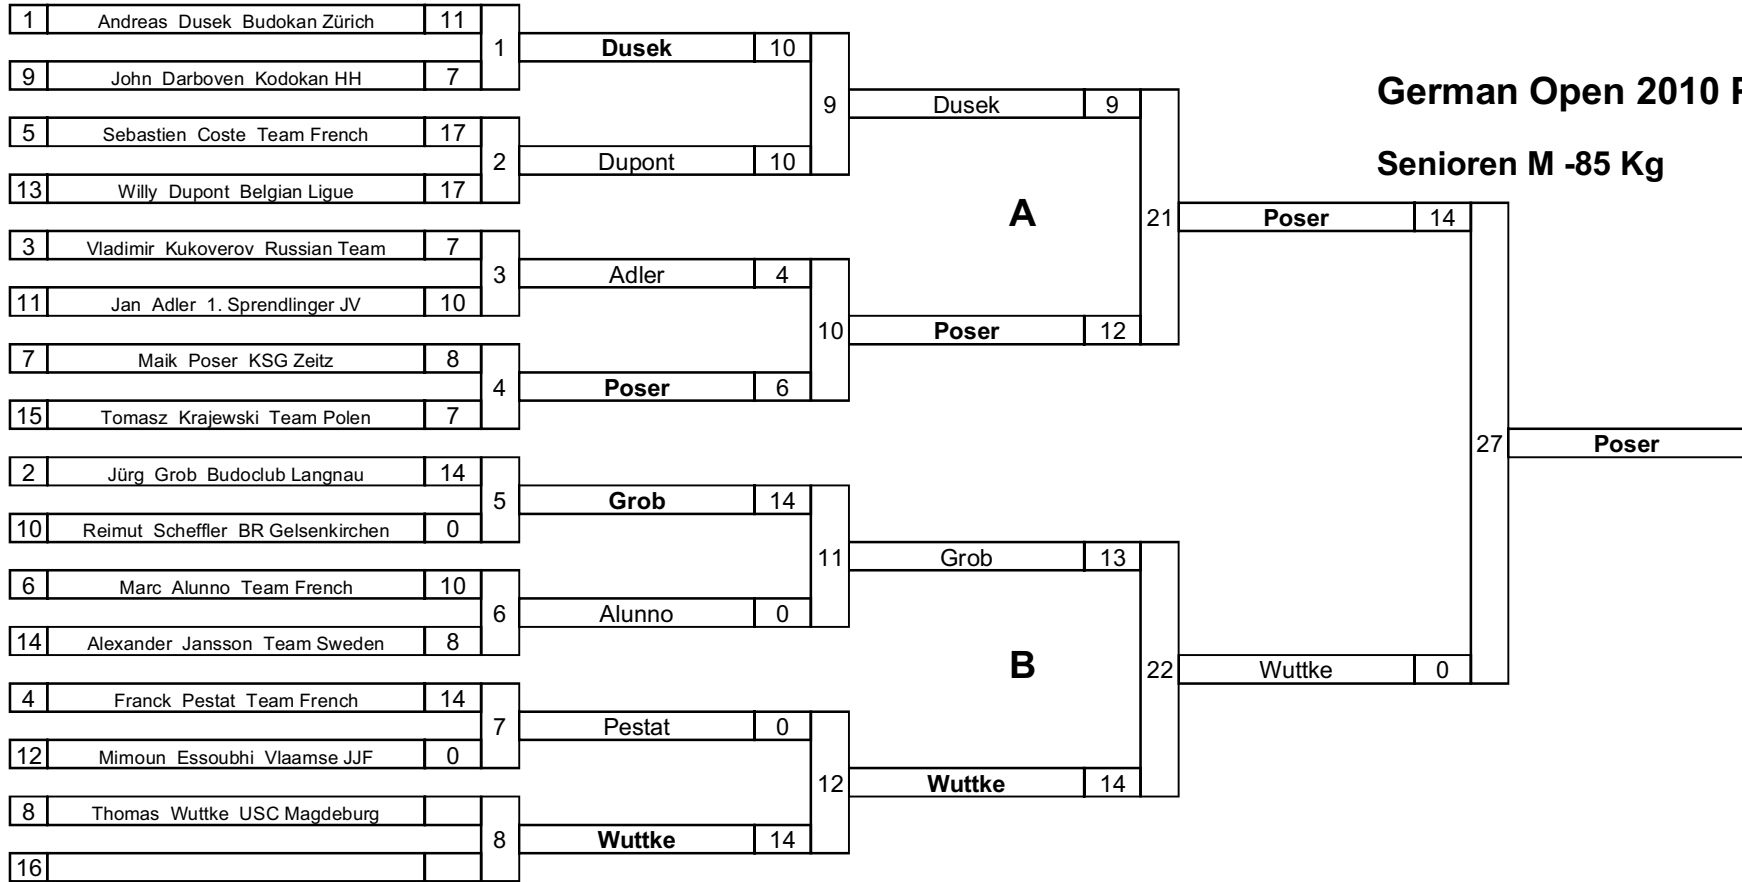 1 Andreas Dusek Budokan Zürich 11
1 Dusek 10
9 John Darboven Kodokan HH 7
German Open 2010
9 Dusek 9
5 Sebastien Coste Team French 17
2 Dupont 10
Senioren M -85 Kg
13 Willy Dupont Belgian Ligue 17
A
21 Poser 14
3 Vladimir Kukoverov Russian Team 7
3 Adler 4
11 Jan Adler 1. Sprendlinger JV 10
10 Poser 12
7 Maik Poser KSG Zeitz 8
4 Poser 6
15 Tomasz Krajewski Team Polen 7
27 Poser
2 Jürg Grob Budoclub Langnau 14
5 Grob 14
10 Reimut Scheffler BR Gelsenkirchen 0
11 Grob 13
6 Marc Alunno Team French 10
6 Alunno 0
14 Alexander Jansson Team Sweden 8
B
22 Wuttke 0
4 Franck Pestat Team French 14
7 Pestat 0
12 Mimoun Essoubhi Vlaamse JJF 0
12 Wuttke 14
8 Thomas Wuttke USC Magdeburg
8 Wuttke 14
16